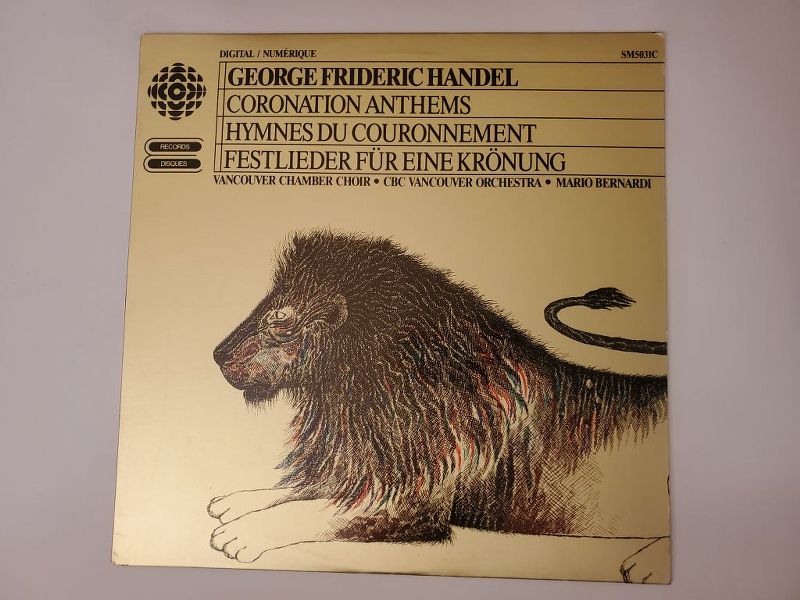 DIGITAL / NUMÉRIQUE
SM5031C
GEORGE FRIDERIC HANDEL
CORONATION ANTHEMS
HYMNES DU COURONNEMENT
FESTLIEDER FÜR EINE KRÖNUNG
RECORDS
DISQUES
VANCOUVER CHAMBER CHOIR • CBC VANCOUVER ORCHESTRA • MARIO BERNARDI